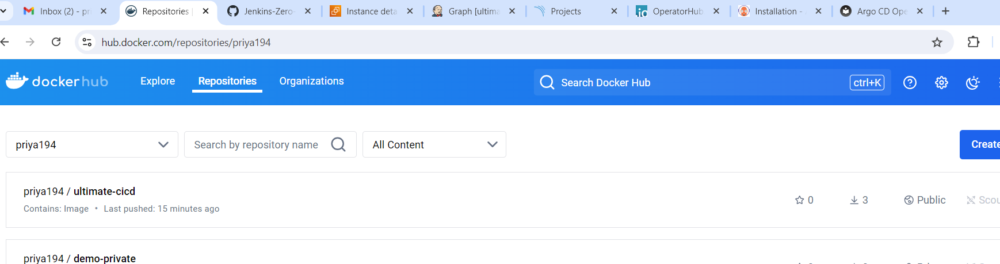 Inbox (2) - pri
Repositories |
Jenkins-Zero-
Instance deta
Graph [ultima
Projects
OperatorHub
Installation -
Argo CD Ope
hub.docker.com/repositories/priya194
docker hub
Explore
Repositories
Organizations
Search Docker Hub
ctrl+K
priya194
Search by repository name
All Content
Create
priya194 / ultimate-cicd
Contains: Image • Last pushed: 15 minutes ago
0
3
Public
Scou
priya194 / demo-private